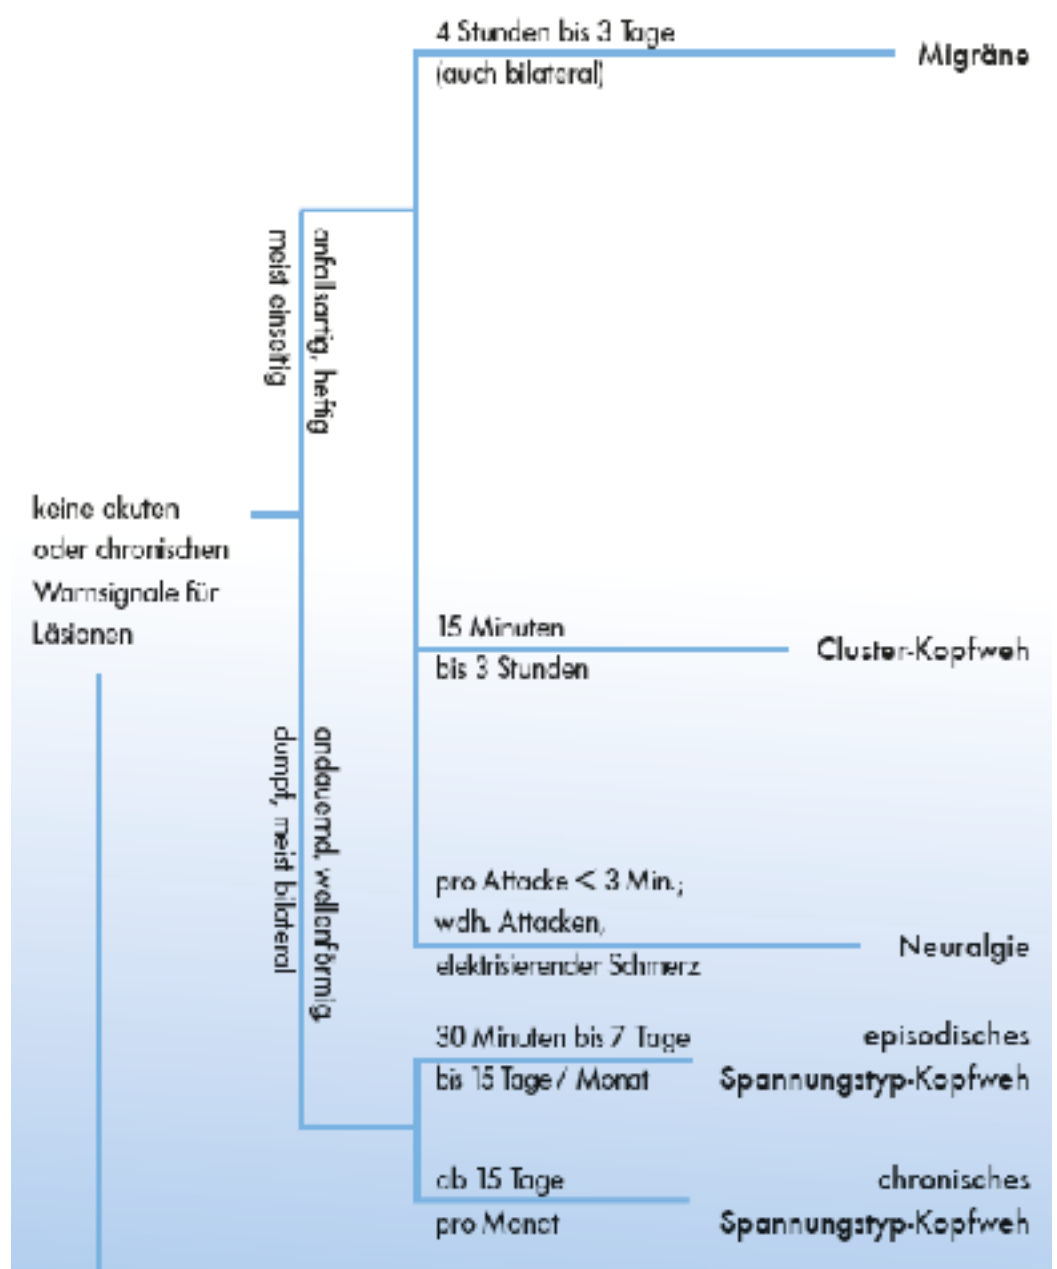 4 Stunden bis 3 Tage
(auch bilateral)
Migräne
anfallsartig, heftig
meist einseitig
keine akuten
oder chronischen
Warnsignale für
Läsionen
15 Minuten
bis 3 Stunden
Cluster-Kopfweh
andauernd, wellenförmig,
dumpf, meist bilateral
pro Attacke < 3 Min.;
wdh. Attacken,
elektrisierender Schmerz
Neuralgie
30 Minuten bis 7 Tage
bis 15 Tage / Monat
episodisches
Spannungstyp-Kopfweh
ab 15 Tage
pro Monat
chronisches
Spannungstyp-Kopfweh